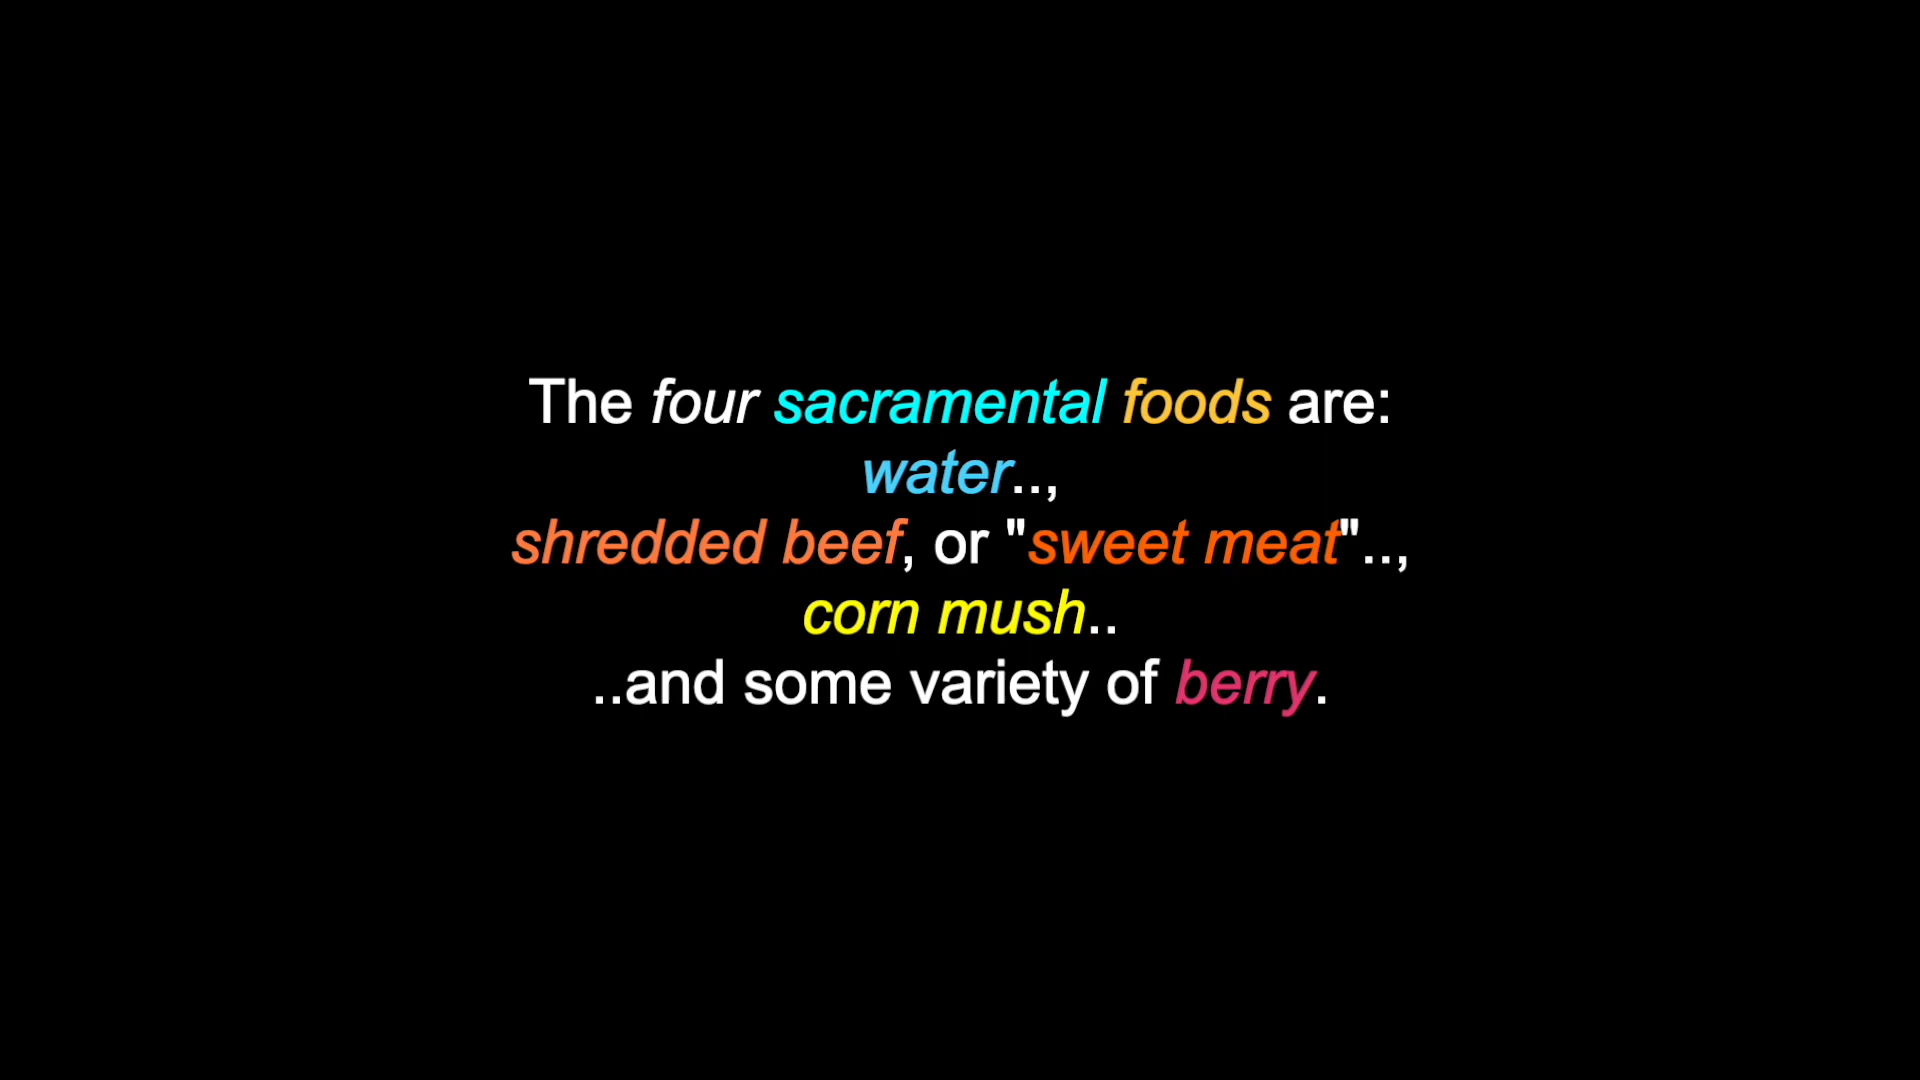 The four sacramental foods are:
water..,
shredded beef, or "sweet meat"..,
corn mush..
..and some variety of berry.